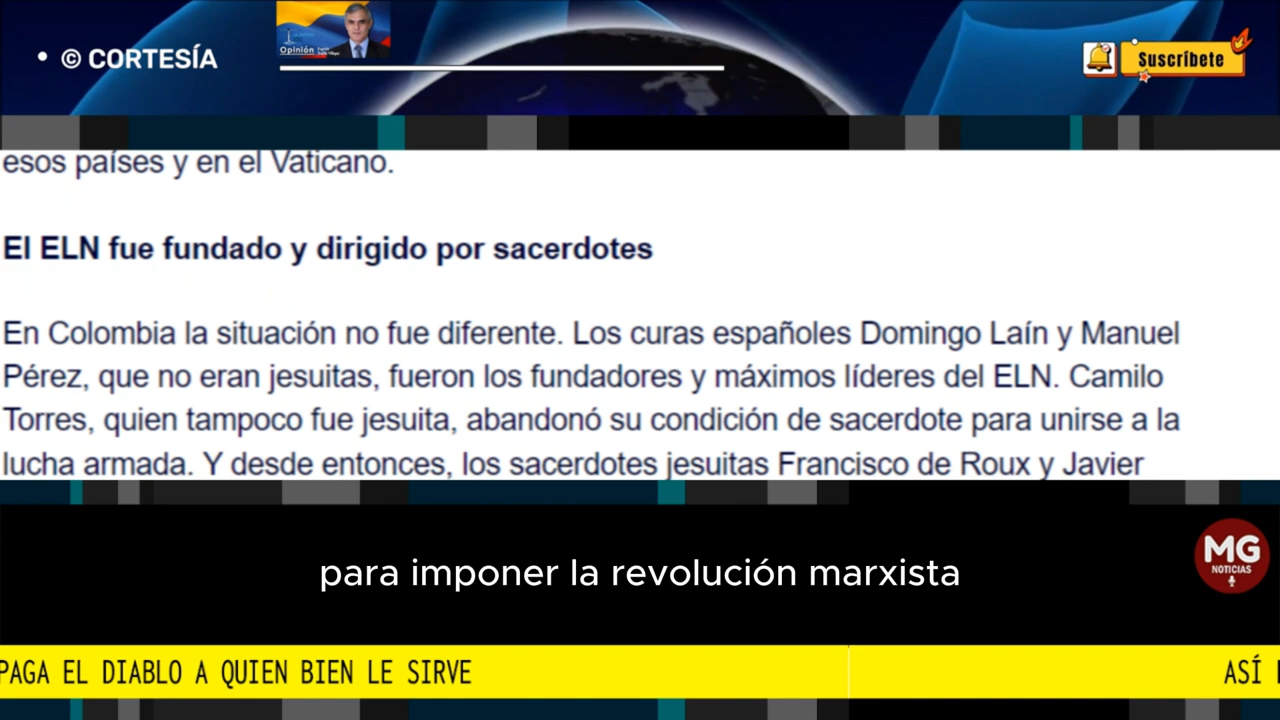 • © CORTESÍA
Opinión
Suscríbete
esos países y en el Vaticano.
El ELN fue fundado y dirigido por sacerdotes
En Colombia la situación no fue diferente. Los curas españoles Domingo Laín y Manuel
Pérez, que no eran jesuitas, fueron los fundadores y máximos líderes del ELN. Camilo
Torres, quien tampoco fue jesuita, abandonó su condición de sacerdote para unirse a la
lucha armada. Y desde entonces, los sacerdotes jesuitas Francisco de Roux y Javier
para imponer la revolución marxista
MG
NOTICIAS
PAGA EL DIABLO A QUIEN BIEN LE SIRVE
ASÍ